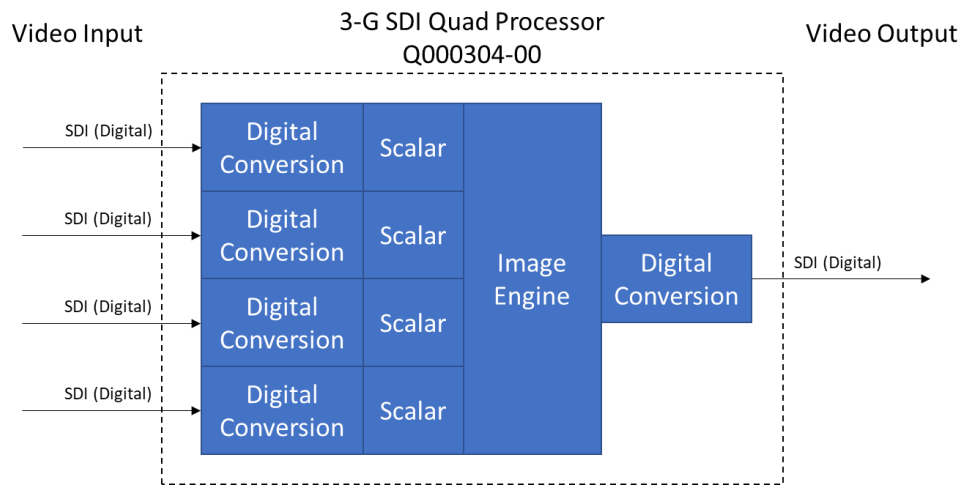 Video Input
3-G SDI Quad Processor
Q000304-00
Video Output
SDI (Digital)
Digital
Conversion
Scalar
SDI (Digital)
Digital
Conversion
Scalar
Image
Engine
Digital
Conversion
SDI (Digital)
SDI (Digital)
Digital
Conversion
Scalar
SDI (Digital)
Digital
Conversion
Scalar